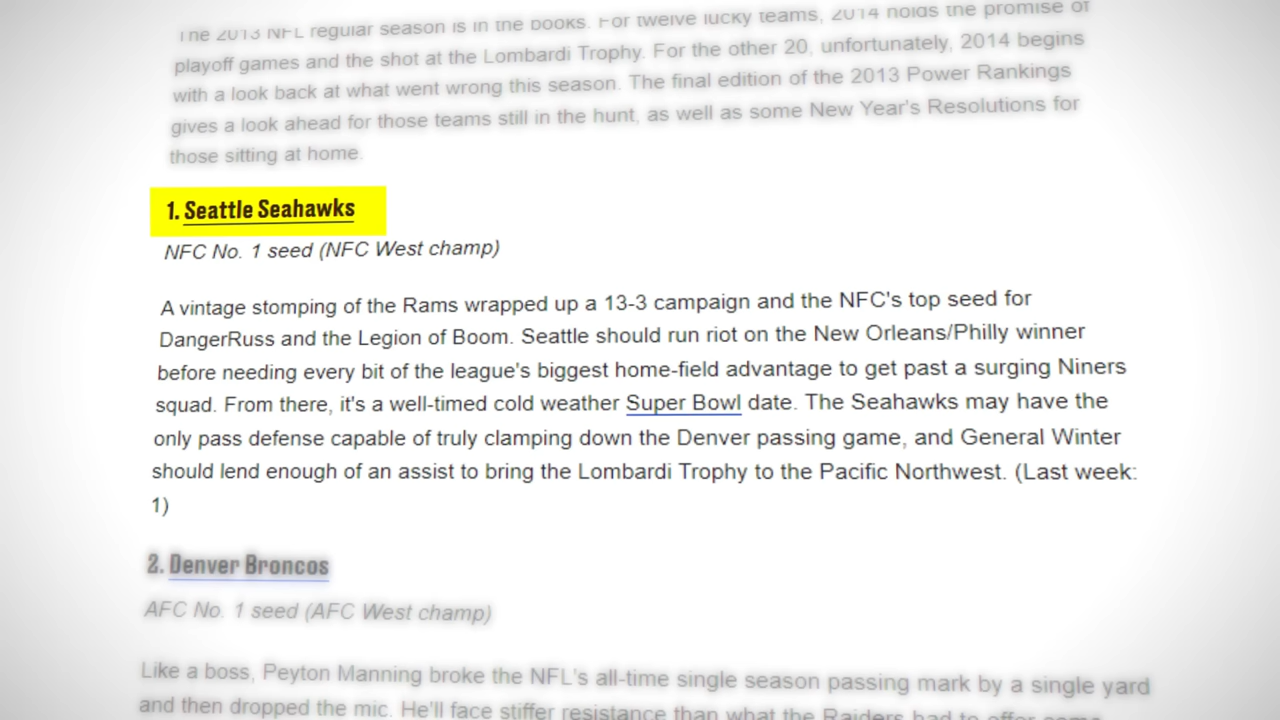 The 2013 NFL regular season is in the books. For twelve lucky teams, 2014 holds the promise of
playoff games and the shot at the Lombardi Trophy. For the other 20, unfortunately, 2014 begins
with a look back at what went wrong this season. The final edition of the 2013 Power Rankings
gives a look ahead for those teams still in the hunt, as well as some New Year's Resolutions for
those sitting at home.
1. Seattle Seahawks
NFC No. 1 seed (NFC West champ)
A vintage stomping of the Rams wrapped up a 13-3 campaign and the NFC's top seed for
DangerRuss and the Legion of Boom. Seattle should run riot on the New Orleans/Philly winner
before needing every bit of the league's biggest home-field advantage to get past a surging Niners
squad. From there, it's a well-timed cold weather Super Bowl date. The Seahawks may have the
only pass defense capable of truly clamping down the Denver passing game, and General Winter
should lend enough of an assist to bring the Lombardi Trophy to the Pacific Northwest. (Last week:
1)
2. Denver Broncos
AFC No. 1 seed (AFC West champ)
Like a boss, Peyton Manning broke the NFL's all-time single season passing mark by a single yard
and then dropped the mic. He'll face stiffer resistance than what the Raiders had to offer